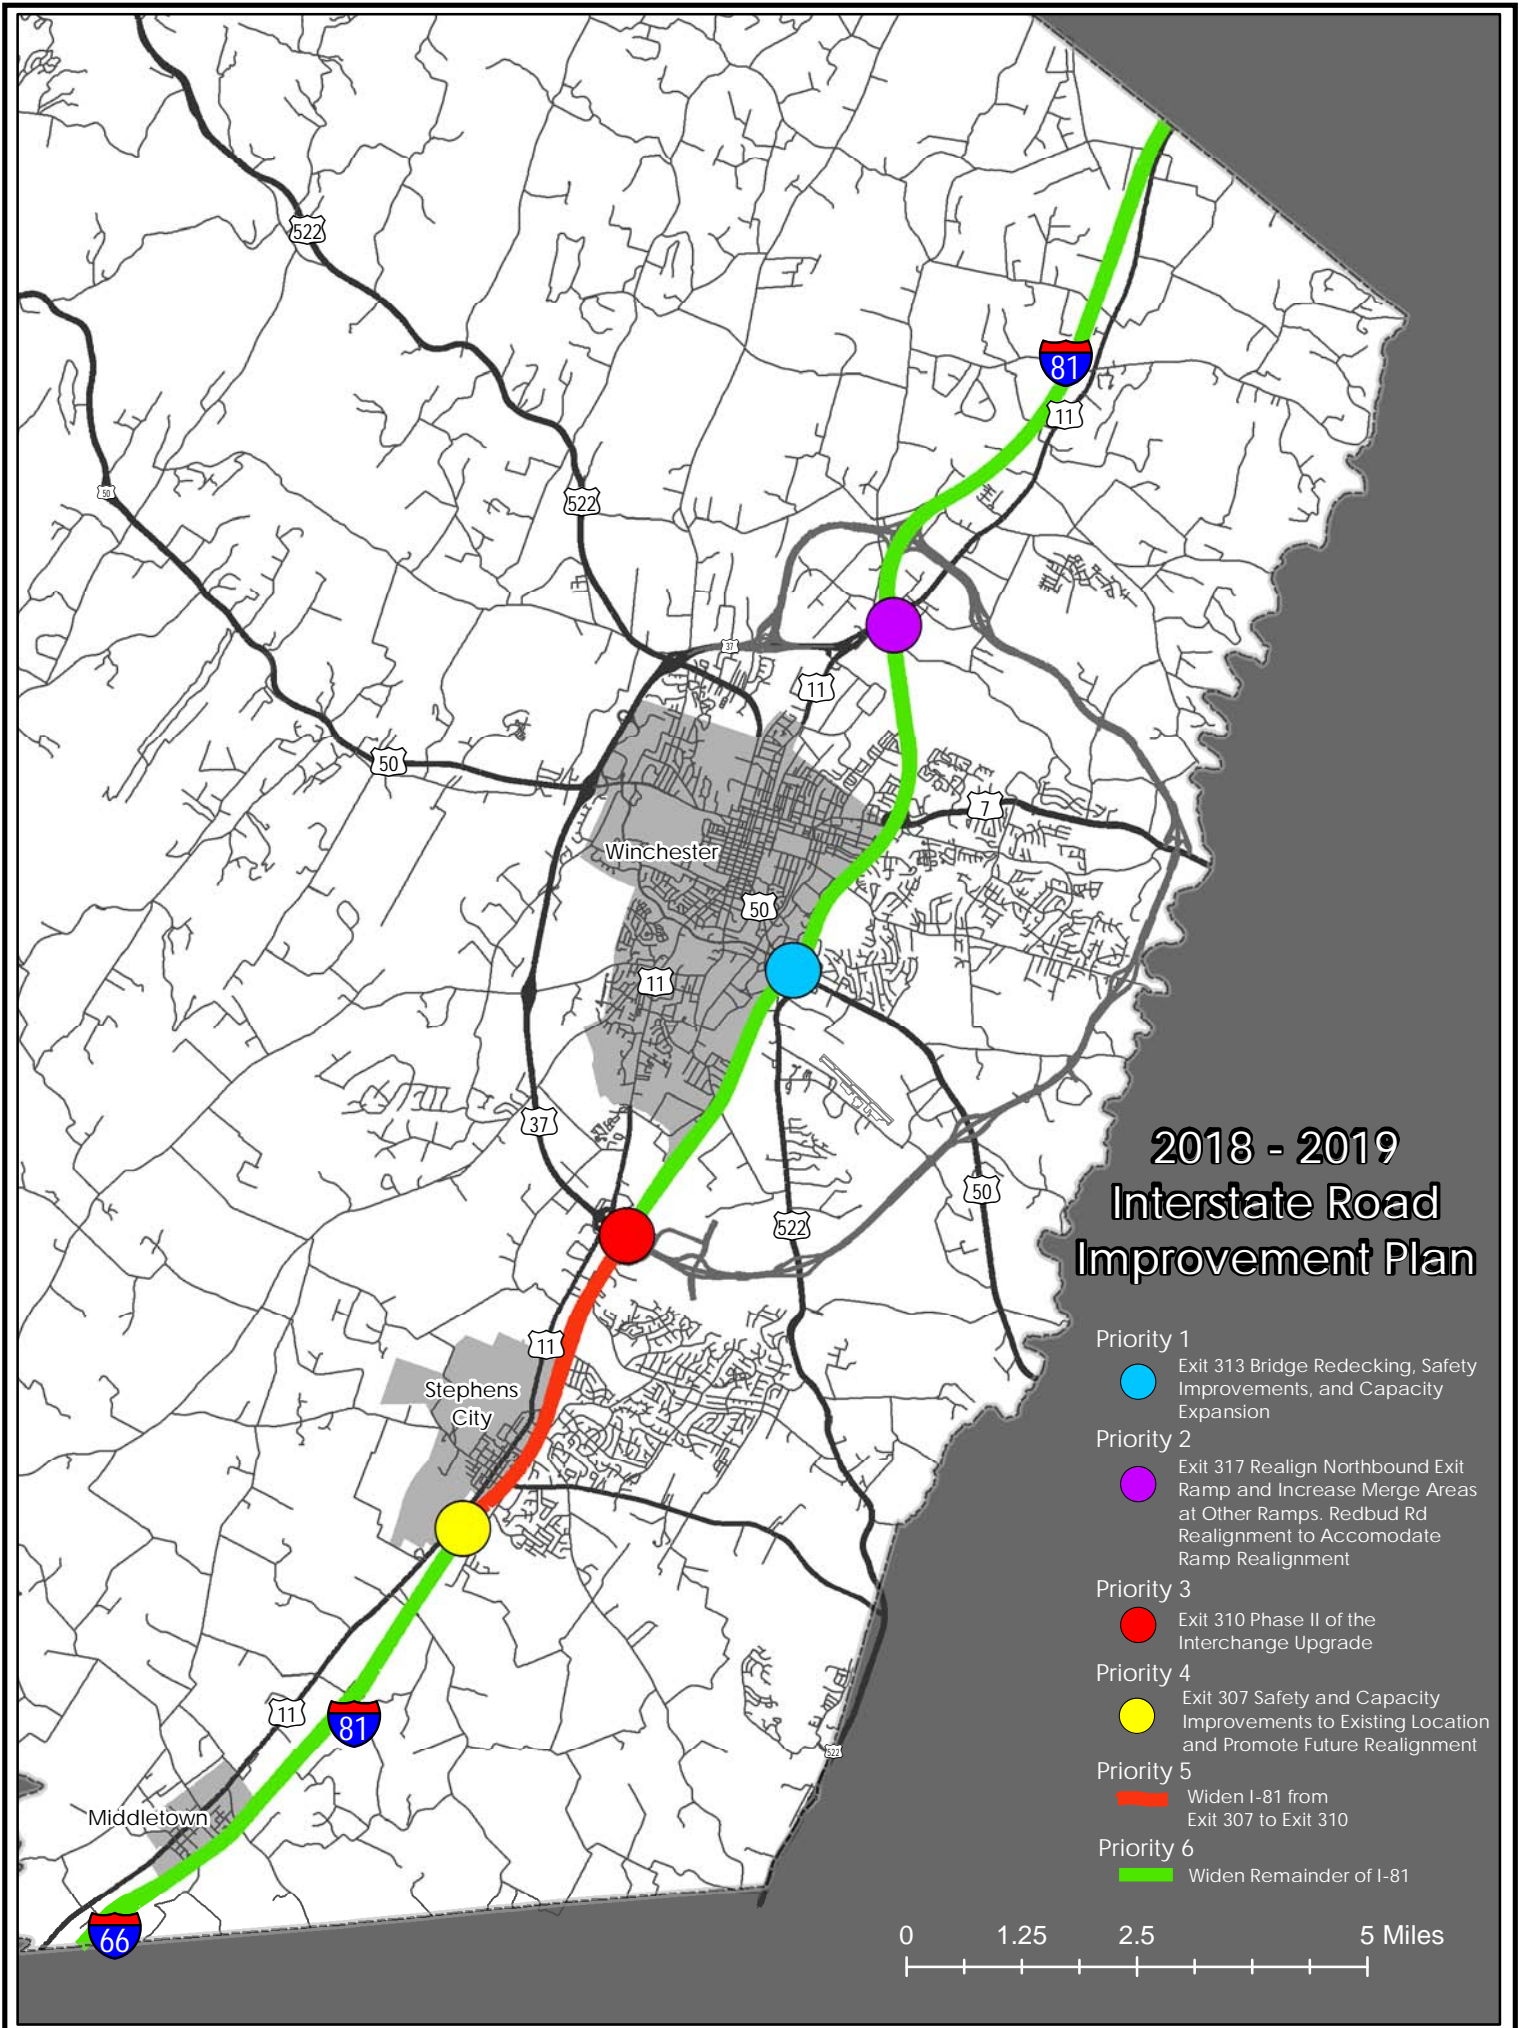 522
81
11
50
522
37
11
50
7
Winchester
50
11
37
2018 - 2019
Interstate Road
Improvement Plan
50
522
11
Stephens
City
Priority 1
Exit 313 Bridge Redecking, Safety
Improvements, and Capacity
Expansion
Priority 2
Exit 317 Realign Northbound Exit
Ramp and Increase Merge Areas
at Other Ramps. Redbud Rd
Realignment to Accomodate
Ramp Realignment
Priority 3
Exit 310 Phase II of the
Interchange Upgrade
Priority 4
Exit 307 Safety and Capacity
Improvements to Existing Location
and Promote Future Realignment
Priority 5
Widen I-81 from
Exit 307 to Exit 310
Priority 6
Widen Remainder of I-81
11
81
522
Middletown
66
0 1.25 2.5 5 Miles